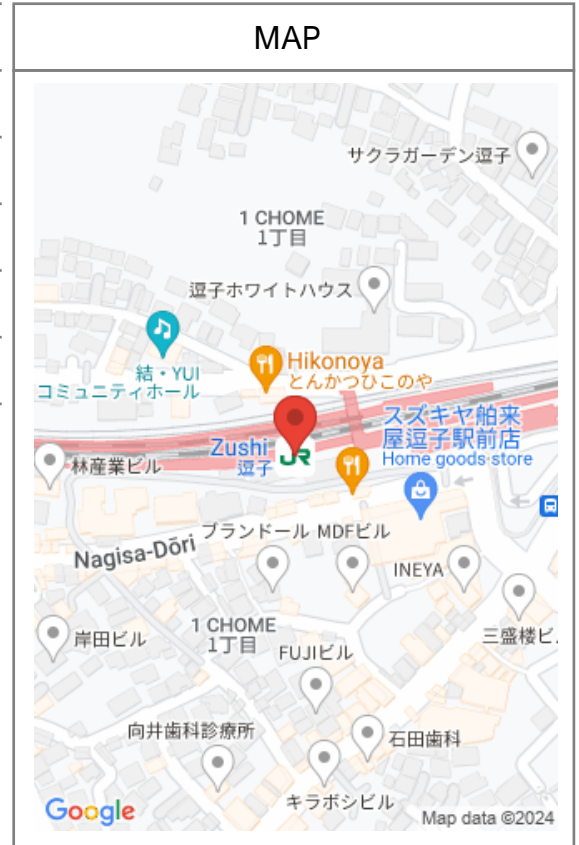 MAP
サクラガーデン逗子
1 CHOME
1丁目
逗子ホワイトハウス
結・YUI
コミュニティホール
Hikonoya
とんかつひこのや
スズキヤ舶来
屋逗子駅前店
Home goods store
Zushi
逗子
JR
林産業ビル
ブランドール
MDFビル
Nagisa-Dōri
INEYA
岸田ビル
1 CHOME
1丁目
FUJIビル
三盛楼ビ
向井歯科診療所
石田歯科
キラボシビル
Google
Map data ©2024